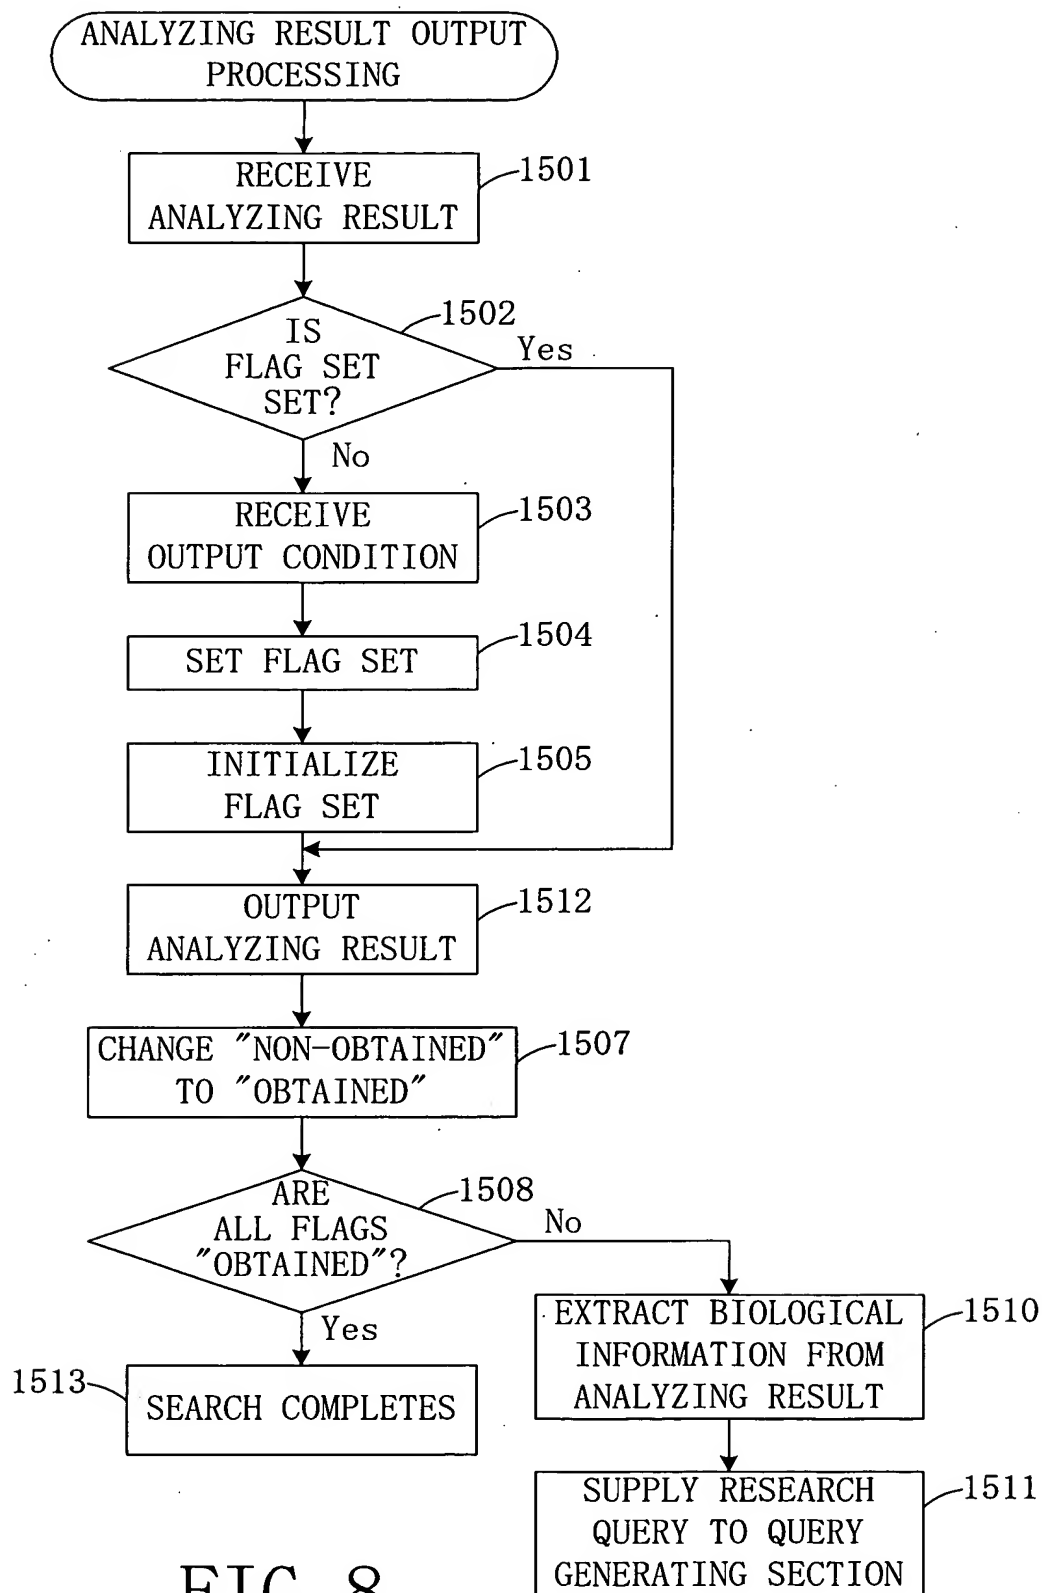 ANALYZING RESULT OUTPUT
PROCESSING
RECEIVE
ANALYZING RESULT
1501
IS
FLAG SET
SET?
1502
Yes
No
RECEIVE
OUTPUT CONDITION
1503
SET FLAG SET
1504
INITIALIZE
FLAG SET
1505
OUTPUT
ANALYZING RESULT
1512
CHANGE "NON-OBTAINED"
TO "OBTAINED"
1507
ARE
ALL FLAGS
"OBTAINED"?
1508
No
Yes
1513
SEARCH COMPLETES
EXTRACT BIOLOGICAL
INFORMATION FROM
ANALYZING RESULT
1510
SUPPLY RESEARCH
QUERY TO QUERY
GENERATING SECTION
1511
FIG. 8